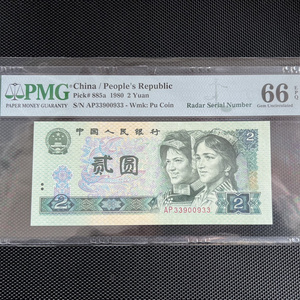 PMG
PAPER MONEY GUARANTY
China / People's Republic
Pick# 885a 1980 2 Yuan
S/N AP33900933 - Wmk: Pu Coin
Radar Serial Number
66 EPQ
Gem Uncirculated
中国人民银行
2
贰圆
AP33900933
2
2